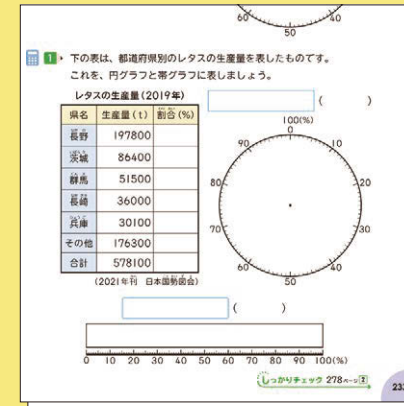 60
40
50
1 下の表は、都道府県別のレタスの生産量を表したものです。
これを、円グラフと帯グラフに表しましょう。
レタスの生産量(2019年)
県名 生産量(t) 割合(%)
長野 197800
茨城 86400
群馬 51500
長崎 36000
兵庫 30100
その他 176300
合計 578100
(2021年刊 日本国勢図会)
( )
100(%)
0
90 10
80 20
70 30
60 40
50
( )
0 10 20 30 40 50 60 70 80 90 100(%)
しっかりチェック 278ページ 2